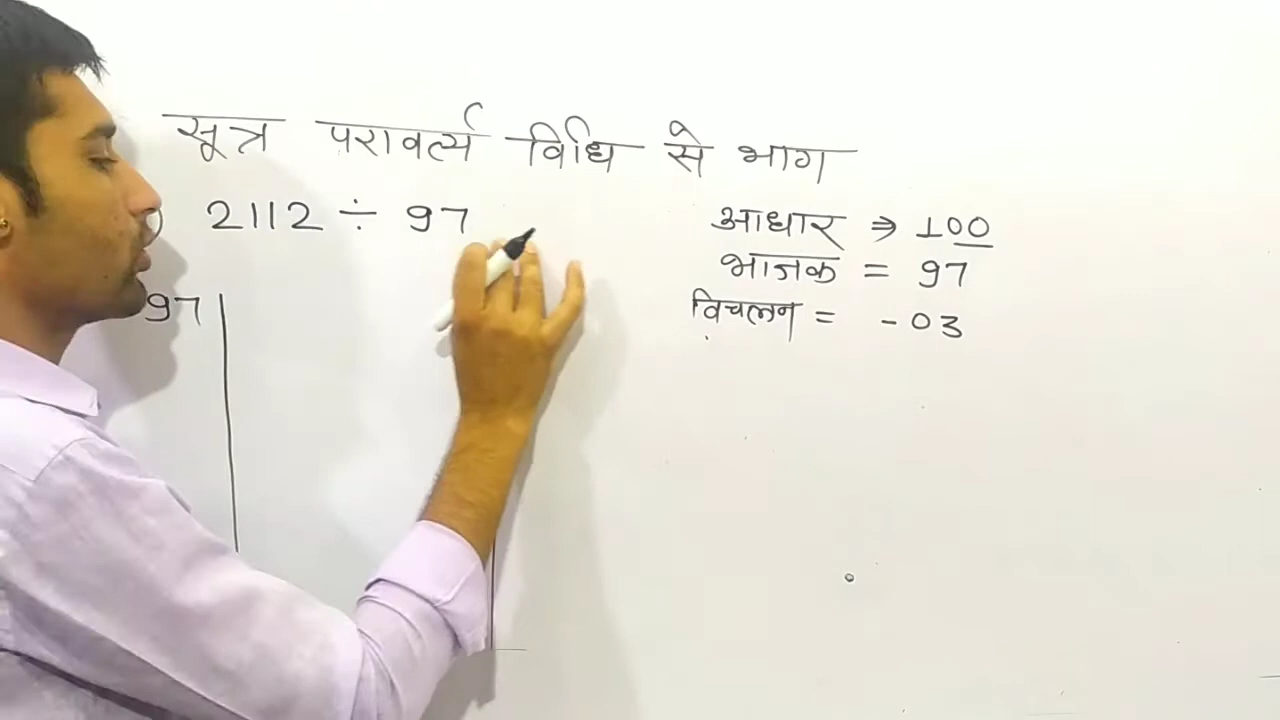 सूत्र परावर्त्य विधि से भाग
) 2112 ÷ 97
आधार ⇒ 100
भाजक = 97
विचलन = - 03
97